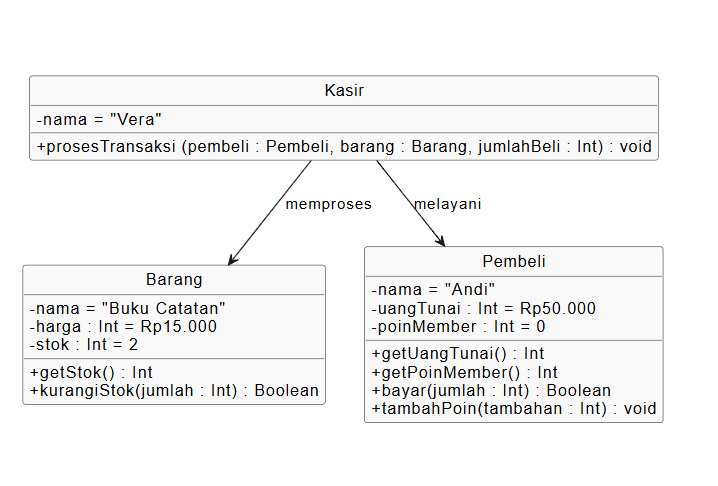 Kasir
-nama = "Vera"
+prosesTransaksi (pembeli : Pembeli, barang : Barang, jumlahBeli : Int) : void
memproses
melayani
Barang
-nama = "Buku Catatan"
-harga : Int = Rp15.000
-stok : Int = 2
+getStok() : Int
+kurangiStok(jumlah : Int) : Boolean
Pembeli
-nama = "Andi"
-uangTunai : Int = Rp50.000
-poinMember : Int = 0
+getUangTunai() : Int
+getPoinMember() : Int
+bayar(jumlah : Int) : Boolean
+tambahPoin(tambahan : Int) : void